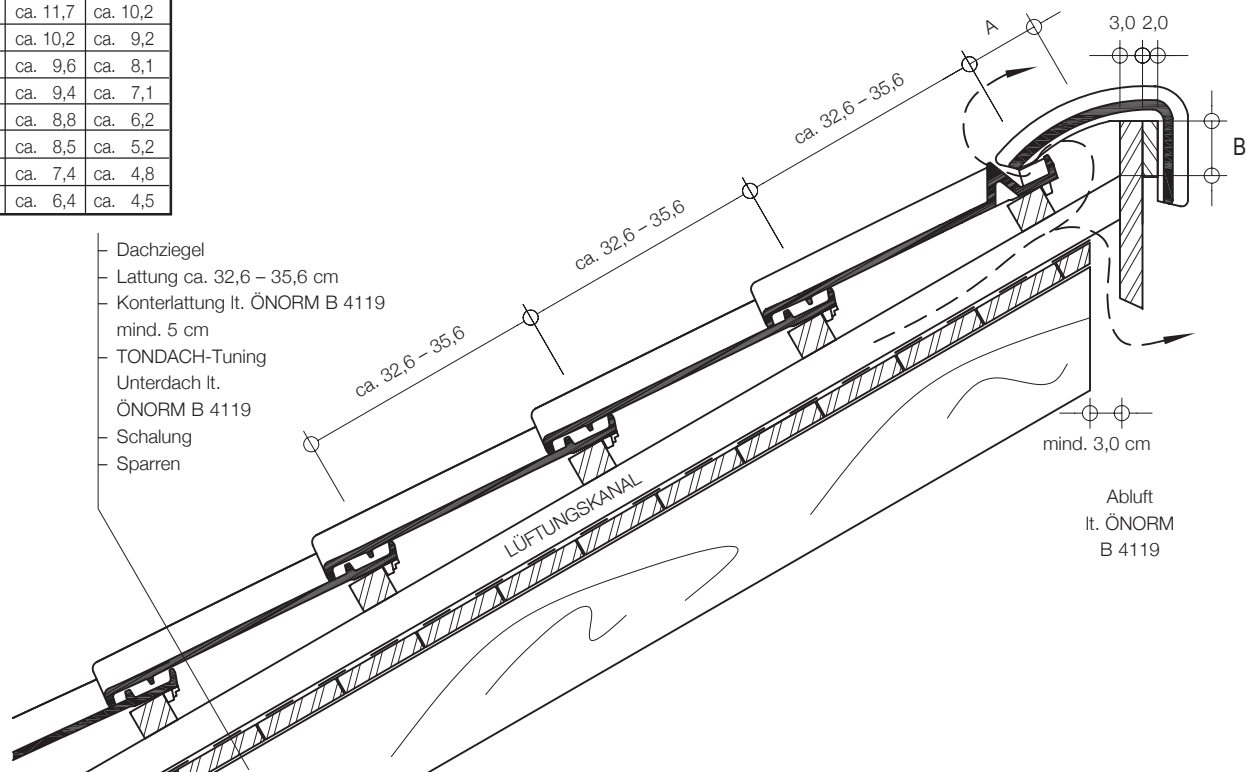 ca. 11,7 ca. 10,2
ca. 10,2 ca. 9,2
ca. 9,6 ca. 8,1
ca. 9,4 ca. 7,1
ca. 8,8 ca. 6,2
ca. 8,5 ca. 5,2
ca. 7,4 ca. 4,8
ca. 6,4 ca. 4,5
A
3,0 2,0
B
ca. 32,6 – 35,6
ca. 32,6 – 35,6
ca. 32,6 – 35,6
Dachziegel
Lattung ca. 32,6 – 35,6 cm
Konterlattung lt. ÖNORM B 4119
mind. 5 cm
TONDACH-Tuning
Unterdach lt.
ÖNORM B 4119
Schalung
Sparren
LÜFTUNGSKANAL
mind. 3,0 cm
Abluft
lt. ÖNORM
B 4119